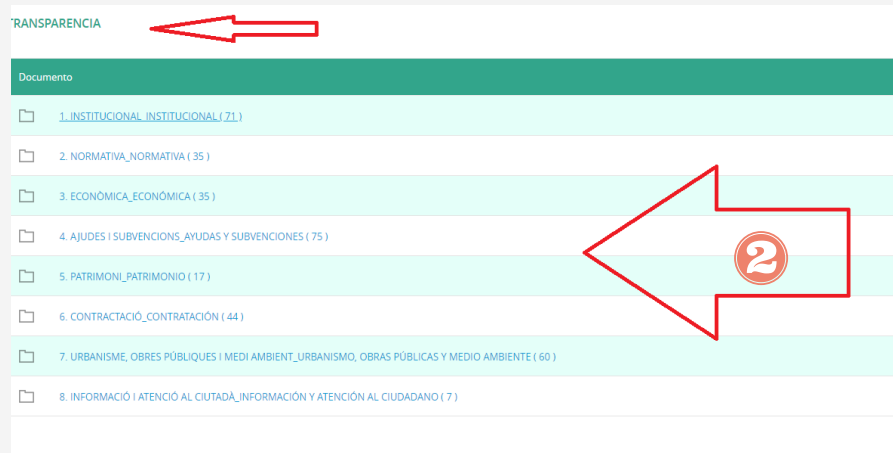 TRANSPARENCIA
Documento
1. INSTITUCIONAL_INSTITUCIONAL ( 71 )
2. NORMATIVA_NORMATIVA ( 35 )
3. ECONÒMICA_ECONÓMICA ( 35 )
4. AJUDES I SUBVENCIONS_AYUDAS Y SUBVENCIONES ( 75 )
2
5. PATRIMONI_PATRIMONIO ( 17 )
6. CONTRACTACIÓ_CONTRATACIÓN ( 44 )
7. URBANISME, OBRES PÚBLIQUES I MEDI AMBIENT_URBANISMO, OBRAS PÚBLICAS Y MEDIO AMBIENTE ( 60 )
8. INFORMACIÓ I ATENCIÓ AL CIUTADÀ_INFORMACIÓN Y ATENCIÓN AL CIUDADANO ( 7 )